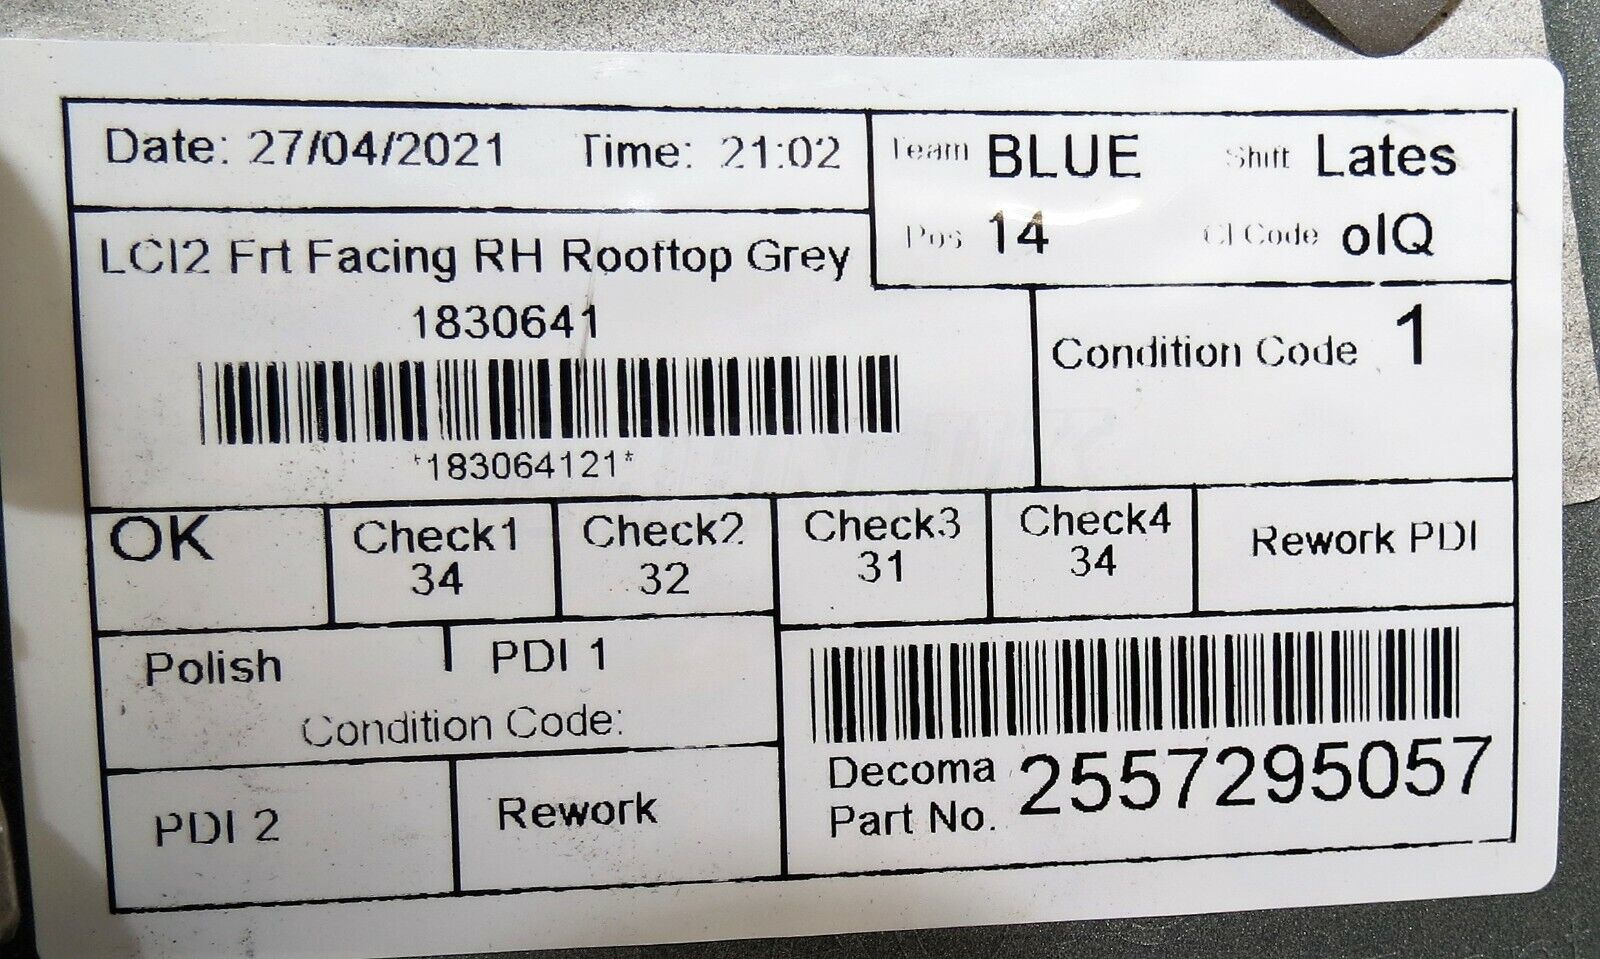 Date: 27/04/2021 Time: 21:02
Team BLUE Shift Lates
Pos 14 CI Code oIQ
LCI2 Frt Facing RH Rooftop Grey
1830641
*183064121*
Condition Code 1
OK
Check1
34
Check2
32
Check3
31
Check4
34
Rework PDI
Polish
PDI 1
Condition Code:
PDI 2
Rework
Decoma
Part No. 2557295057